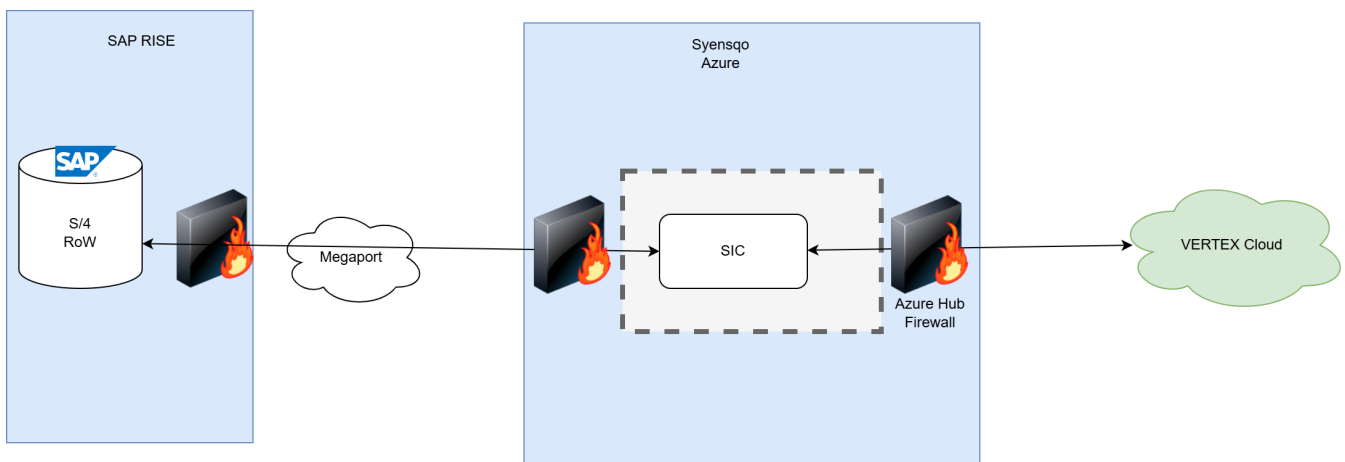 SAP RISE
Syensqo
Azure
SAP
S/4
RoW
Megaport
SIC
VERTEX Cloud
Azure Hub
Firewall